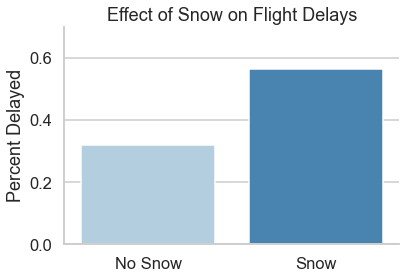 Effect of Snow on Flight Delays
Percent Delayed
0.6
0.4
0.2
0.0
No Snow
Snow